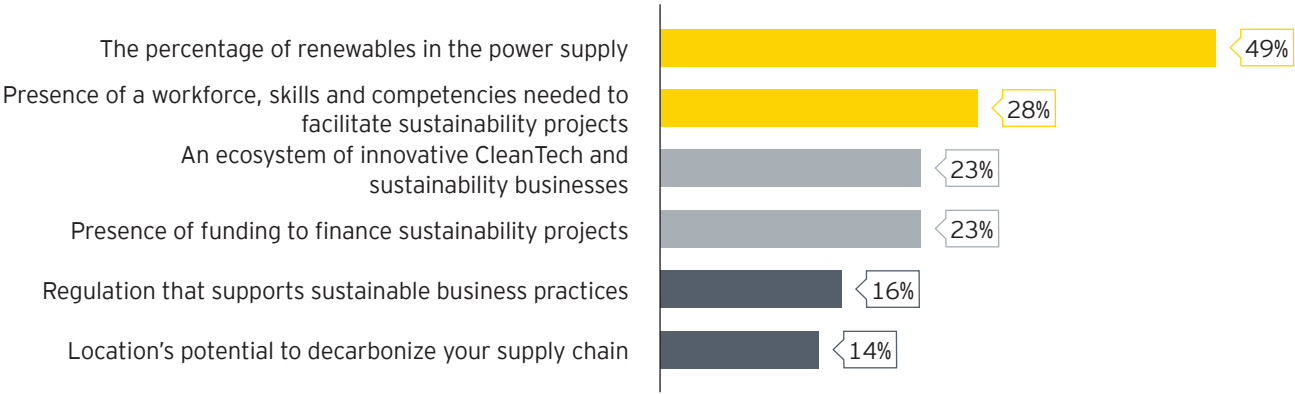 The percentage of renewables in the power supply
49%
Presence of a workforce, skills and competencies needed to
facilitate sustainability projects
28%
An ecosystem of innovative CleanTech and
sustainability businesses
23%
Presence of funding to finance sustainability projects
23%
Regulation that supports sustainable business practices
16%
Location’s potential to decarbonize your supply chain
14%